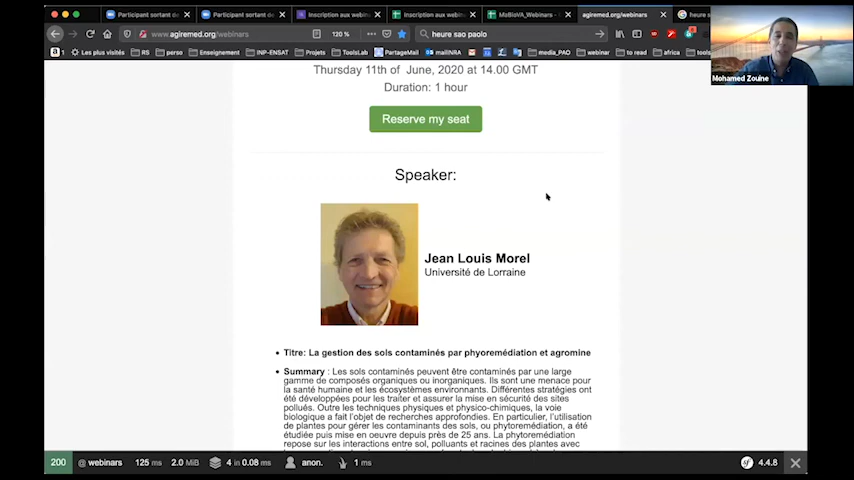 Participant sortant de
Participant sortant de
Inscription aux webin
Inscription aux webin
MaBioVA_Webinars -
agiremed.org/webinars
heure s
www.agiremed.org/webinars
120 %
heure sao paolo
Les plus visités
RS
perso
Enseignement
INP-ENSAT
Projets
ToolsLab
PartageMail
mailINRA
media_PAO
webinar
to read
africa
tools
Mohamed Zouine
Thursday 11th of June, 2020 at 14.00 GMT
Duration: 1 hour
Reserve my seat
Speaker:
Jean Louis Morel
Université de Lorraine
• Titre: La gestion des sols contaminés par phyoremédiation et agromine
• Summary : Les sols contaminés peuvent être contaminés par une large
gamme de composés organiques ou inorganiques. Ils sont une menace pour
la santé humaine et les écosystèmes environnants. Différentes stratégies ont
été développées pour les traiter et assurer la mise en sécurité des sites
pollués. Outre les techniques physiques et physico-chimiques, la voie
biologique a fait l'objet de recherches approfondies. En particulier, l'utilisation
de plantes pour gérer les contaminants des sols, ou phytoremédiation, a été
étudiée puis mise en oeuvre depuis près de 25 ans. La phytoremédiation
repose sur les interactions entre sol, polluants et racines des plantes avec
200 @ webinars 125 ms 2.0 MiB 4 in 0.08 ms anon. 1 ms 4.4.8